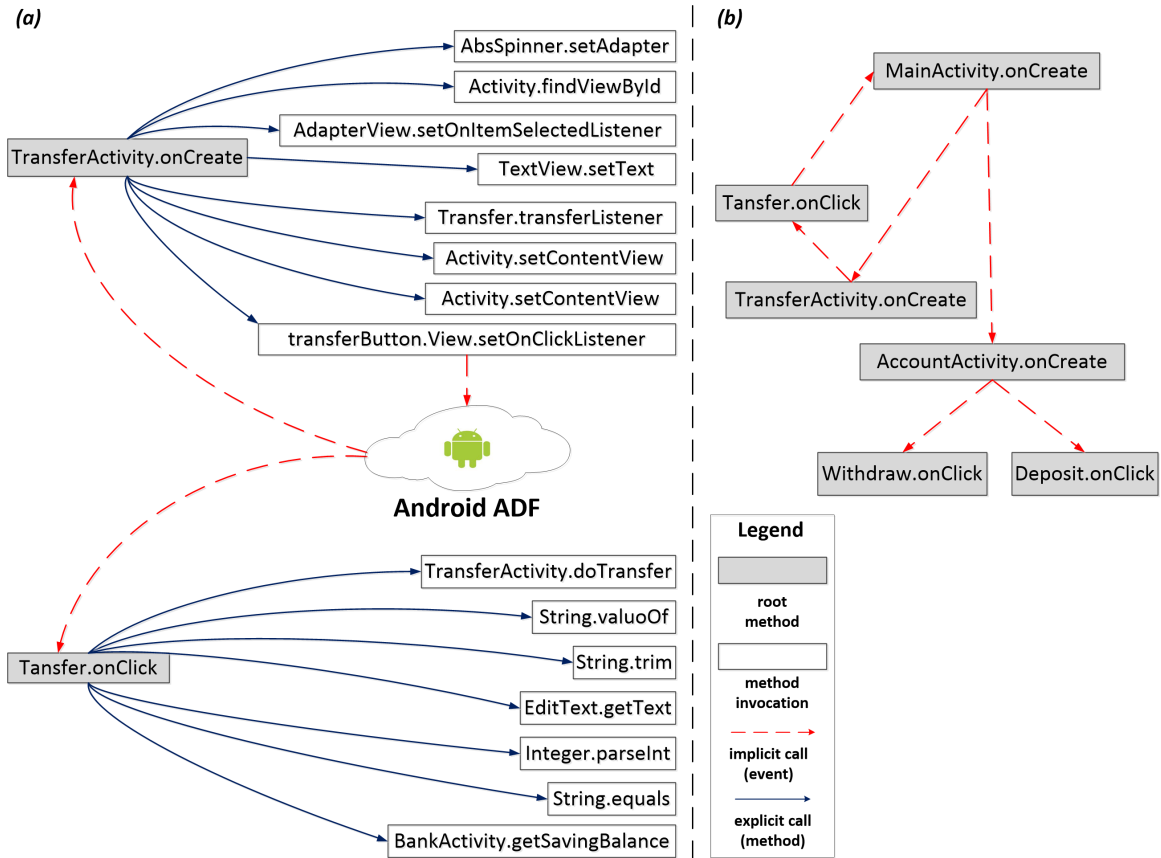 (a)
AbsSpinner.setAdapter
Activity.findViewById
AdapterView.setOnItemSelectedListener
TransferActivity.onCreate
TextView.setText
Transfer.transferListener
Activity.setContentView
Activity.setContentView
transferButton.View.setOnClickListener
Android ADF
TransferActivity.doTransfer
String.valuoOf
String.trim
Tansfer.onClick
EditText.getText
Integer.parseInt
String.equals
BankActivity.getSavingBalance
(b)
MainActivity.onCreate
Tansfer.onClick
TransferActivity.onCreate
AccountActivity.onCreate
Withdraw.onClick
Deposit.onClick
Legend
root
method
method
invocation
implicit call
(event)
explicit call
(method)